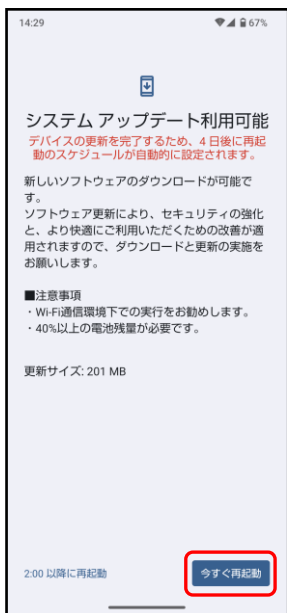 14:29
67%
システム アップデート利用可能
デバイスの更新を完了するため、4 日後に再起
動のスケジュールが自動的に設定されます。
新しいソフトウェアのダウンロードが可能で
す。
ソフトウェア更新により、セキュリティの強化
と、より快適にご利用いただくための改善が適
用されますので、ダウンロードと更新の実施を
お願いします。
■注意事項
・Wi-Fi通信環境下での実行をお勧めします。
・40%以上の電池残量が必要です。
更新サイズ: 201 MB
2:00 以降に再起動
今すぐ再起動